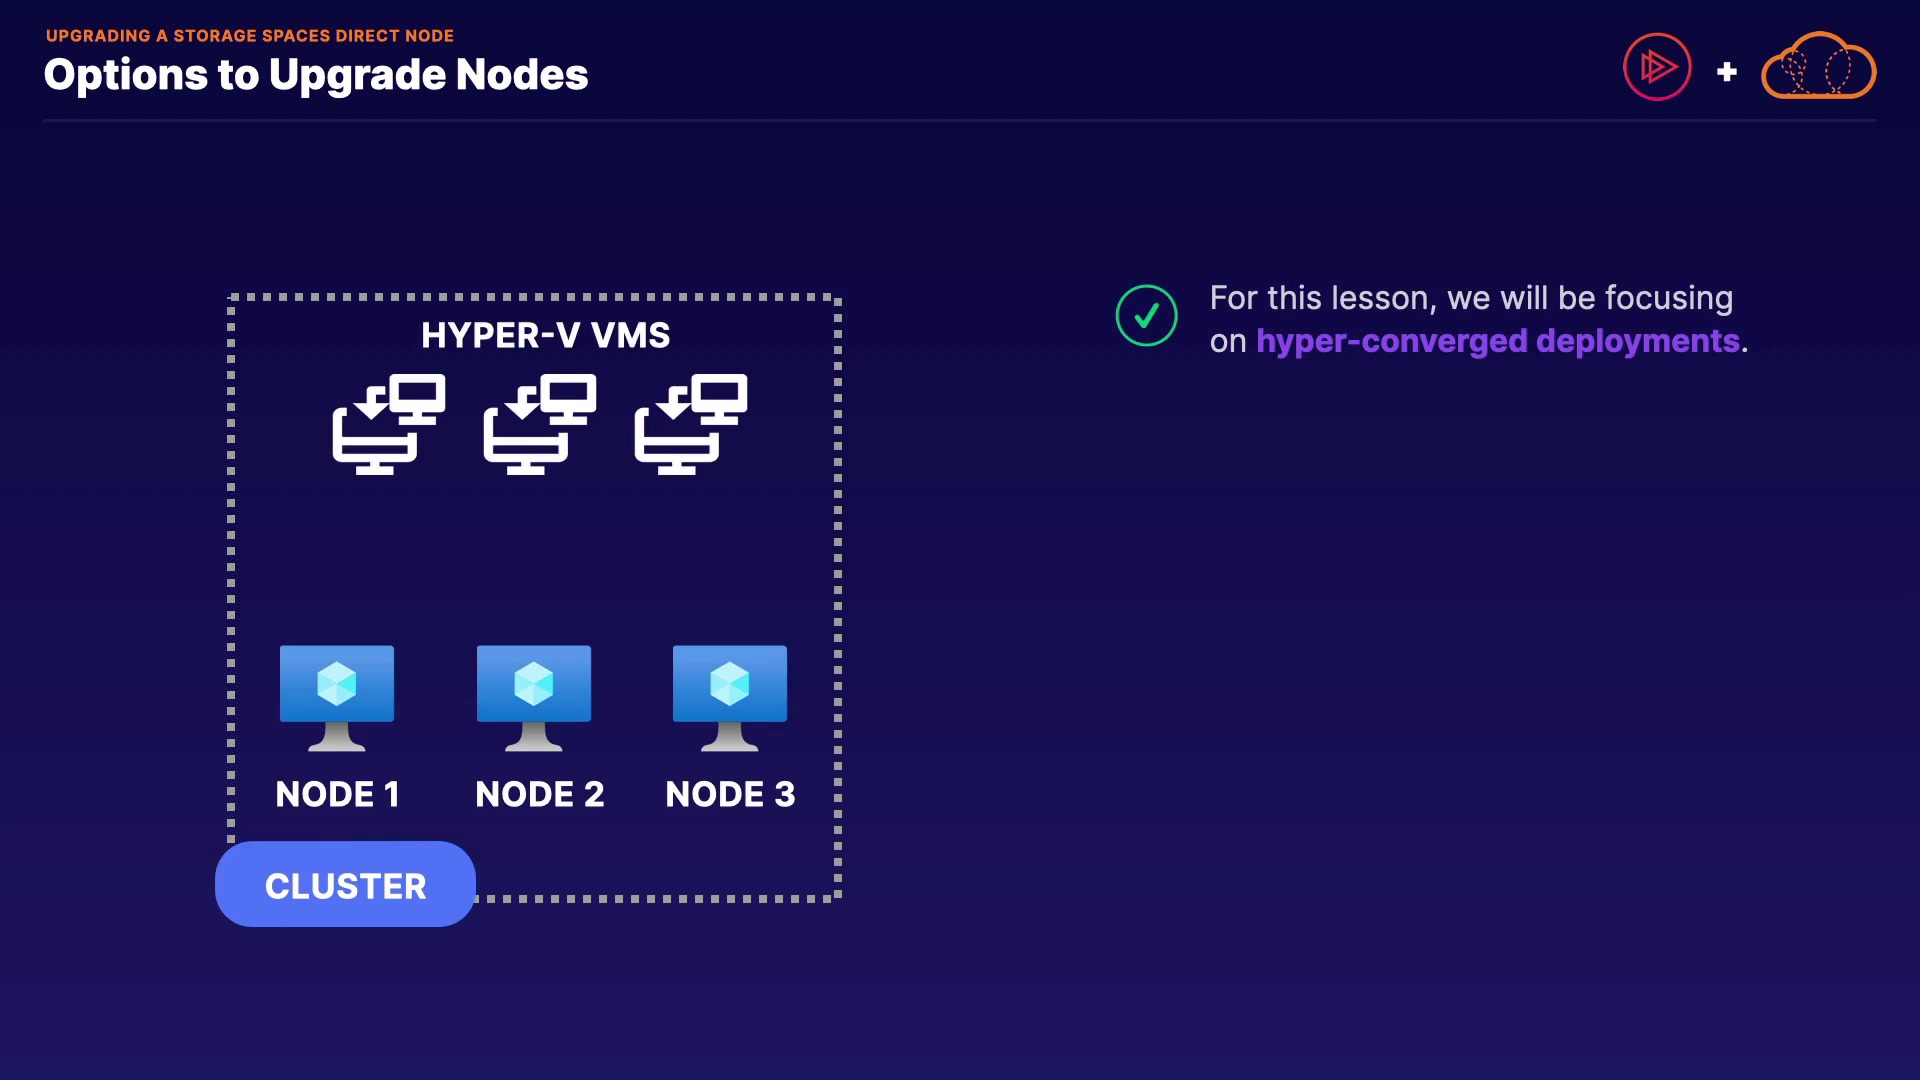 UPGRADING A STORAGE SPACES DIRECT NODE
Options to Upgrade Nodes
HYPER-V VMS
For this lesson, we will be focusing
on hyper-converged deployments.
NODE 1
NODE 2
NODE 3
CLUSTER